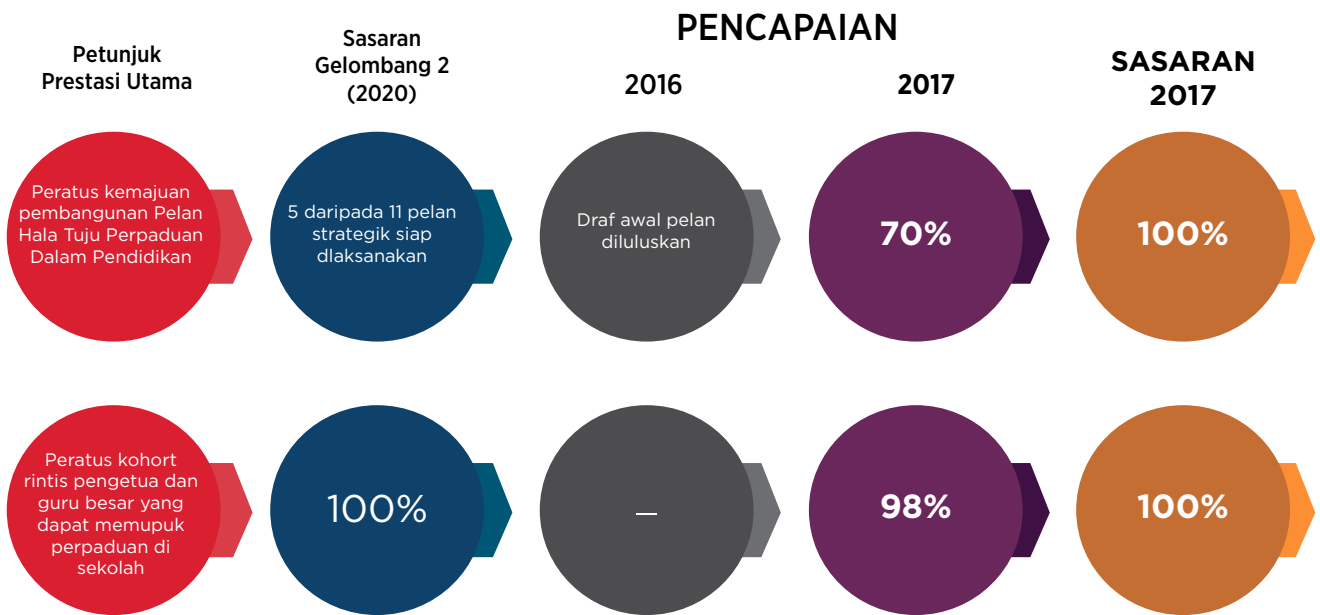 PENCAPAIAN
Petunjuk
Prestasi Utama
Sasaran
Gelombang 2
(2020)
2016
2017
SASARAN
2017
Peratus kemajuan
pembangunan Pelan
Hala Tuju Perpaduan
Dalam Pendidikan
5 daripada 11 pelan
strategik siap
dlaksanakan
Draf awal pelan
diluluskan
70%
100%
Peratus kohort
rintis pengetua dan
guru besar yang
dapat memupuk
perpaduan di
sekolah
100%
—
98%
100%